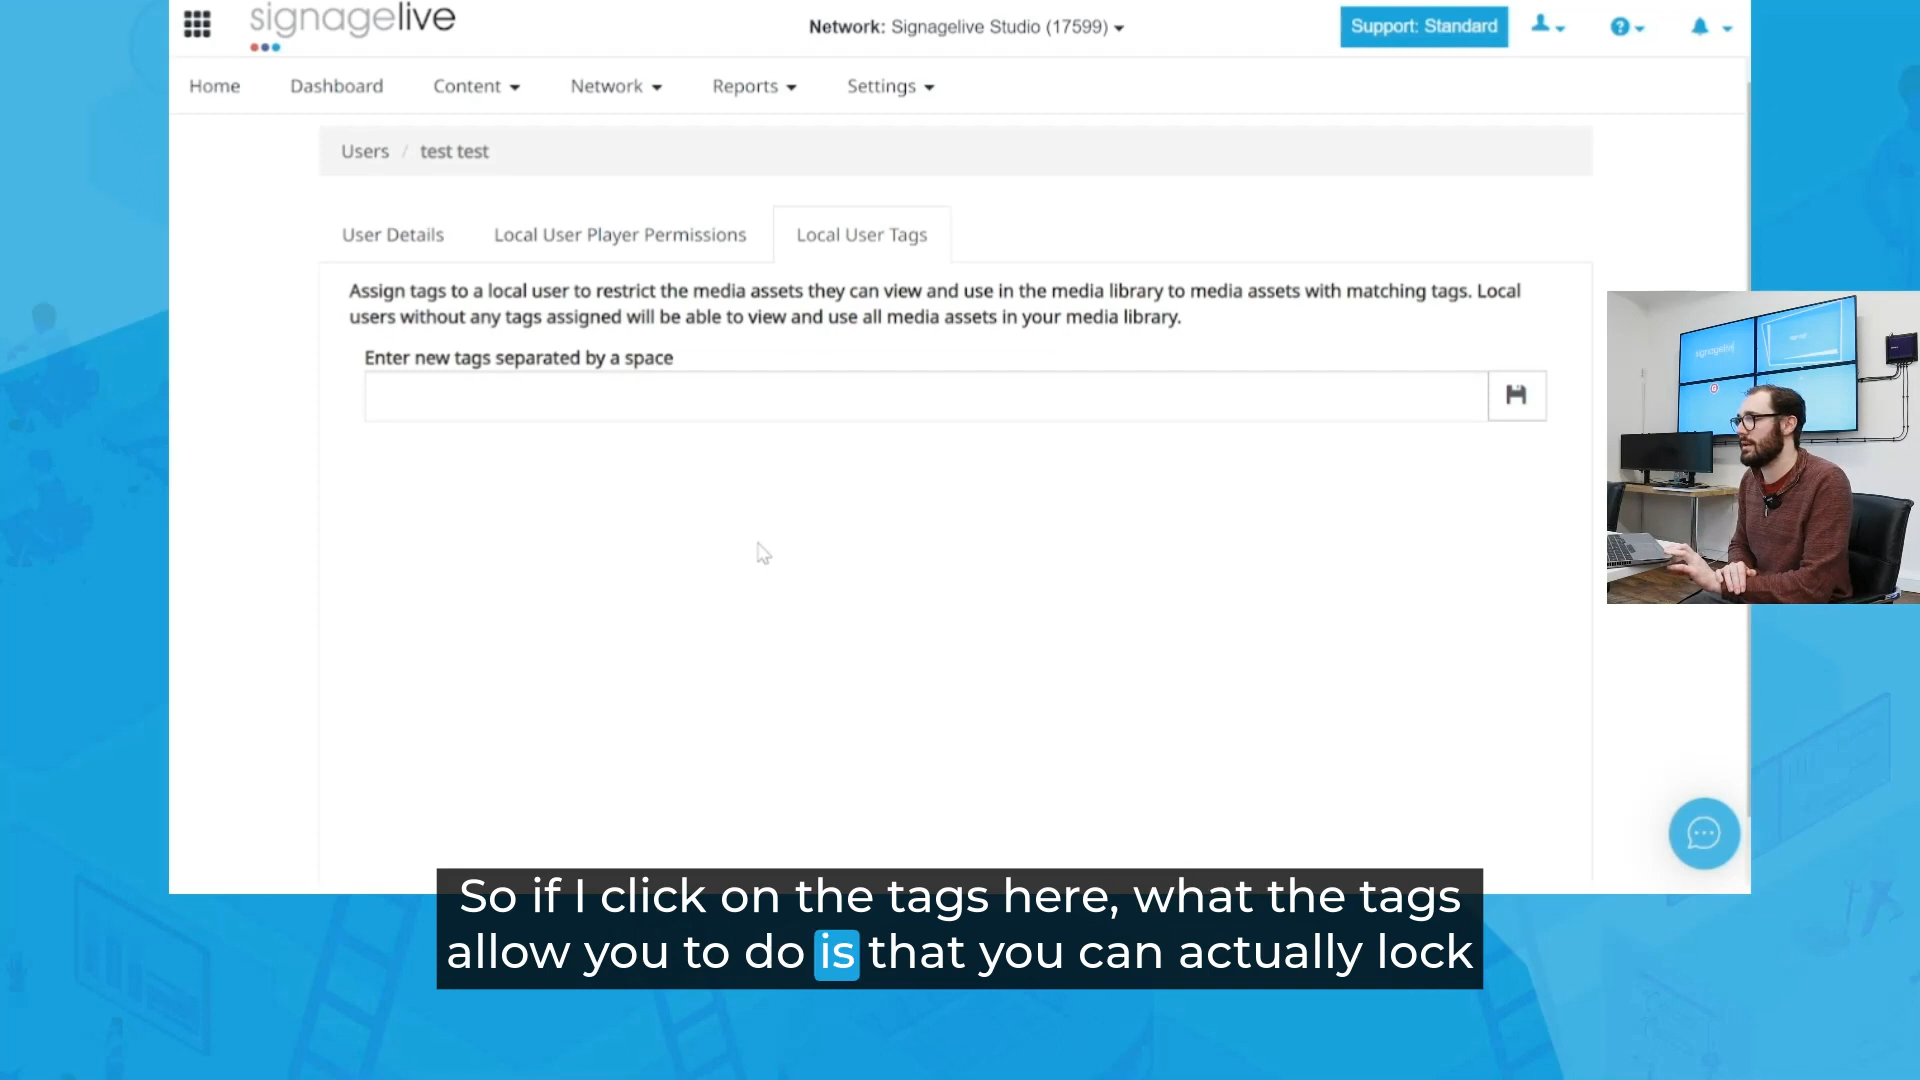 signagelive
Network: Signagelive Studio (17599)
Support: Standard
Home
Dashboard
Content
Network
Reports
Settings
Users / test test
User Details
Local User Player Permissions
Local User Tags
Assign tags to a local user to restrict the media assets they can view and use in the media library to media assets with matching tags. Local
users without any tags assigned will be able to view and use all media assets in your media library.
Enter new tags separated by a space
signagelive
So if I click on the tags here, what the tags
allow you to do is that you can actually lock